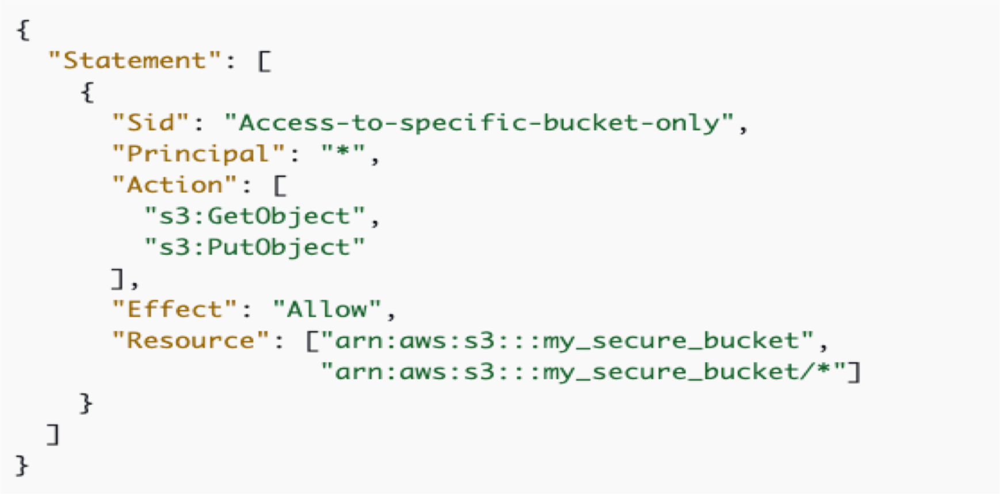 {
  "Statement": [
    {
      "Sid": "Access-to-specific-bucket-only",
      "Principal": "*",
      "Action": [
        "s3:GetObject",
        "s3:PutObject"
      ],
      "Effect": "Allow",
      "Resource": ["arn:aws:s3:::my_secure_bucket",
                   "arn:aws:s3:::my_secure_bucket/*"]
    }
  ]
}